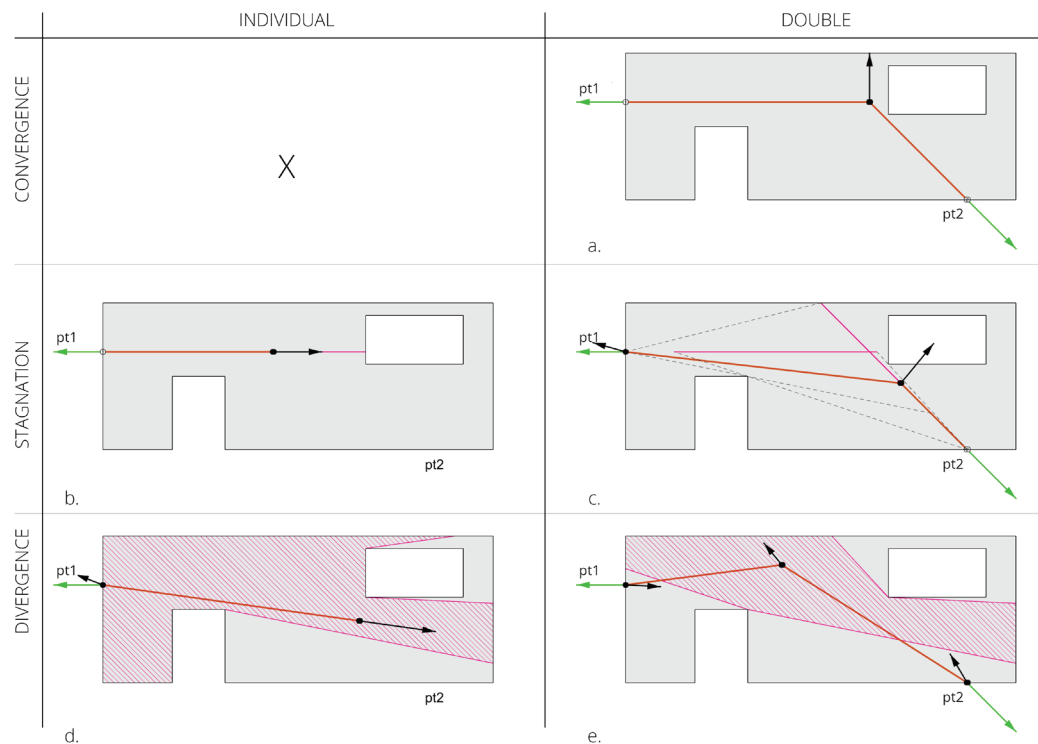 INDIVIDUAL
DOUBLE
CONVERGENCE
X
pt1
pt2
a.
STAGNATION
pt1
pt2
b.
pt1
pt2
c.
DIVERGENCE
pt1
pt2
d.
pt1
pt2
e.